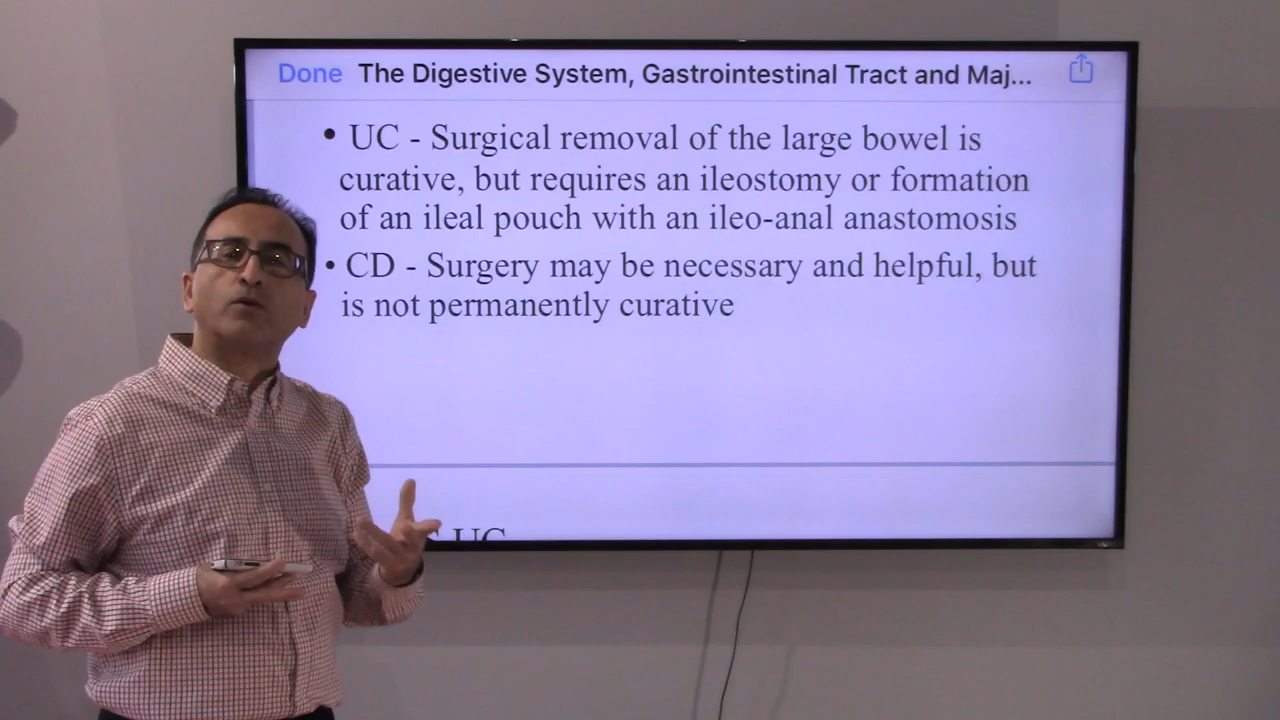 Done The Digestive System, Gastrointestinal Tract and Maj...
• UC - Surgical removal of the large bowel is
curative, but requires an ileostomy or formation
of an ileal pouch with an ileo-anal anastomosis
• CD - Surgery may be necessary and helpful, but
is not permanently curative
UC